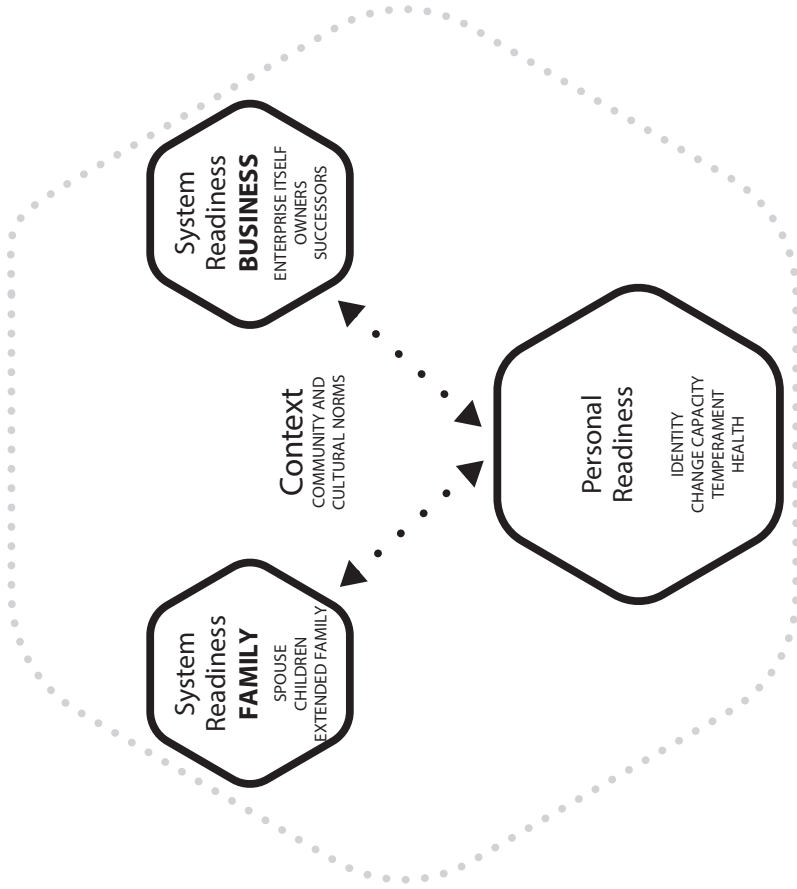 System
Readiness
FAMILY
SPOUSE
CHILDREN
EXTENDED FAMILY
Context
COMMUNITY AND
CULTURAL NORMS
System
Readiness
BUSINESS
ENTERPRISE ITSELF
OWNERS
SUCCESSORS
Personal
Readiness
IDENTITY
CHANGE CAPACITY
TEMPERAMENT
HEALTH